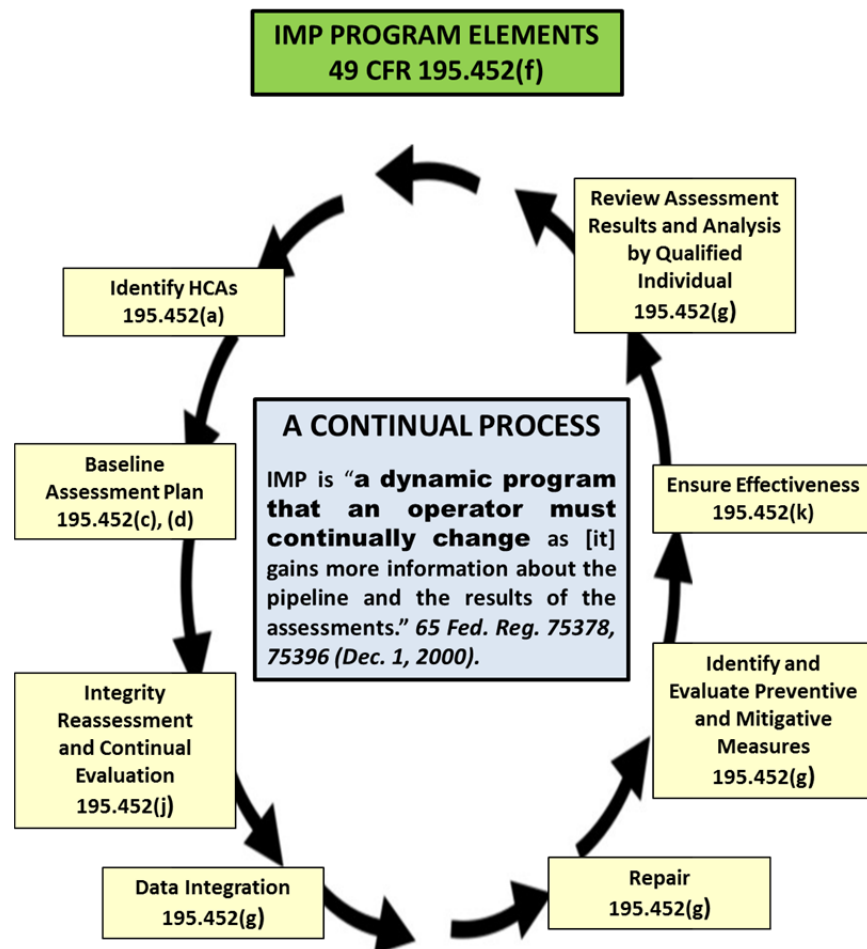 IMP PROGRAM ELEMENTS
49 CFR 195.452(f)
Identify HCAs
195.452(a)
Baseline
Assessment Plan
195.452(c), (d)
Integrity
Reassessment
and Continual
Evaluation
195.452(j)
Data Integration
195.452(g)
Repair
195.452(g)
Identify and
Evaluate Preventive
and Mitigative
Measures
195.452(g)
Ensure Effectiveness
195.452(k)
Review Assessment
Results and Analysis
by Qualified
Individual
195.452(g)
A CONTINUAL PROCESS
IMP is “a dynamic program
that an operator must
continually change as [it]
gains more information about the
pipeline and the results of the
assessments.” 65 Fed. Reg. 75378,
75396 (Dec. 1, 2000).